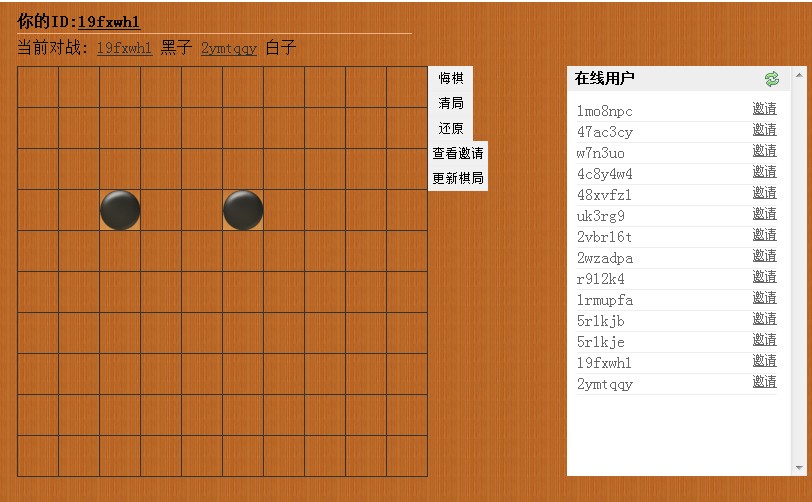 你的ID:19fxwh1
当前对战: 19fxwh1 黑子 2ymtqqy 白子
悔棋
清局
还原
查看邀请
更新棋局
在线用户
1mo8npc 邀请
47ac3cy 邀请
w7n3uo 邀请
4c8y4w4 邀请
48xvfz1 邀请
uk3rg9 邀请
2vbr16t 邀请
2wzadpa 邀请
r912k4 邀请
1rmupfa 邀请
5r1kjb 邀请
5r1kje 邀请
19fxwh1 邀请
2ymtqqy 邀请